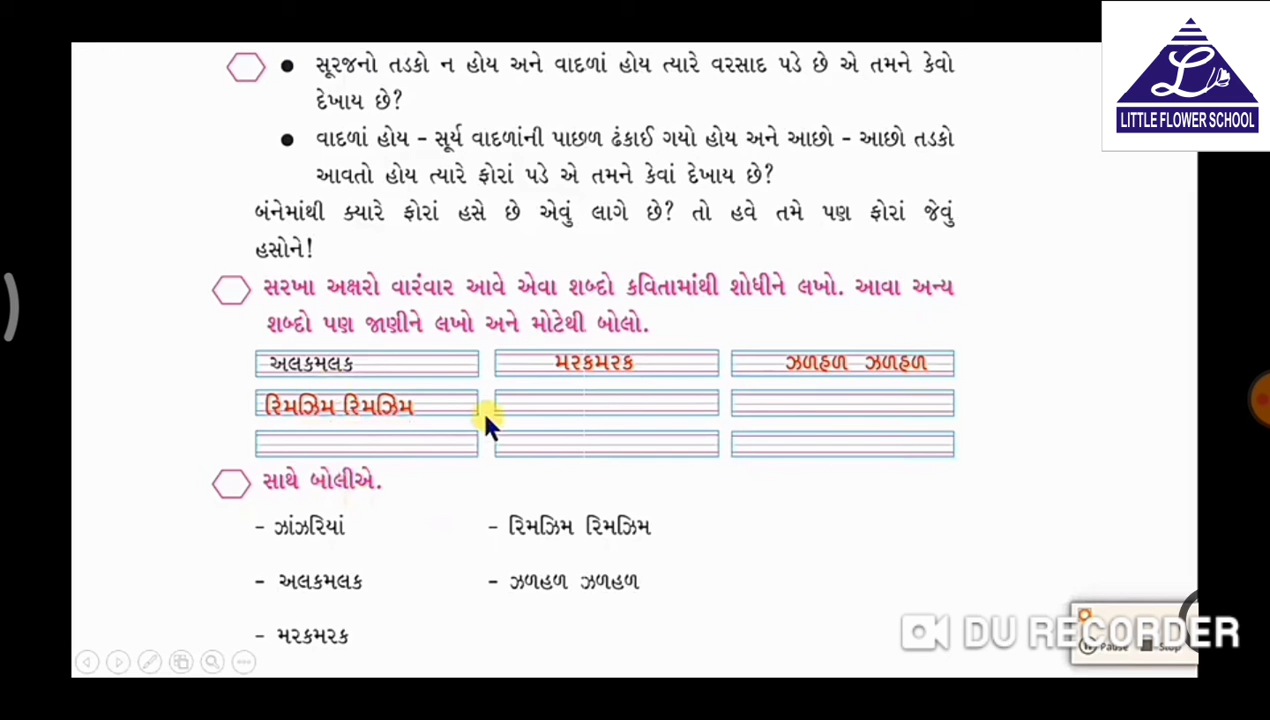 ● સૂરજનો તડકો ન હોય અને વાદળાં હોય ત્યારે વરસાદ પડે છે એ તમને કેવો
દેખાય છે?
● વાદળાં હોય – સૂર્ય વાદળાંની પાછળ ઢંકાઈ ગયો હોય અને આછો – આછો તડકો
આવતો હોય ત્યારે ફોરાં પડે એ તમને કેવાં દેખાય છે?
બંનેમાંથી ક્યારે ફોરાં હસે છે એવું લાગે છે? તો હવે તમે પણ ફોરાં જેવું
હસોને!
સરખા અક્ષરો વારંવાર આવે એવા શબ્દો કવિતામાંથી શોધીને લખો. આવા અન્ય
શબ્દો પણ જાણીને લખો અને મોટેથી બોલો.
અલકમલક મરકમરક ઝળહળ ઝળહળ
રિમઝિમ રિમઝિમ
સાથે બોલીએ.
– ઝાંઝરિયાં – રિમઝિમ રિમઝિમ
– અલકમલક – ઝળહળ ઝળહળ
– મરકમરક
L
LITTLE FLOWER SCHOOL
DU RECORDER
Pause Stop